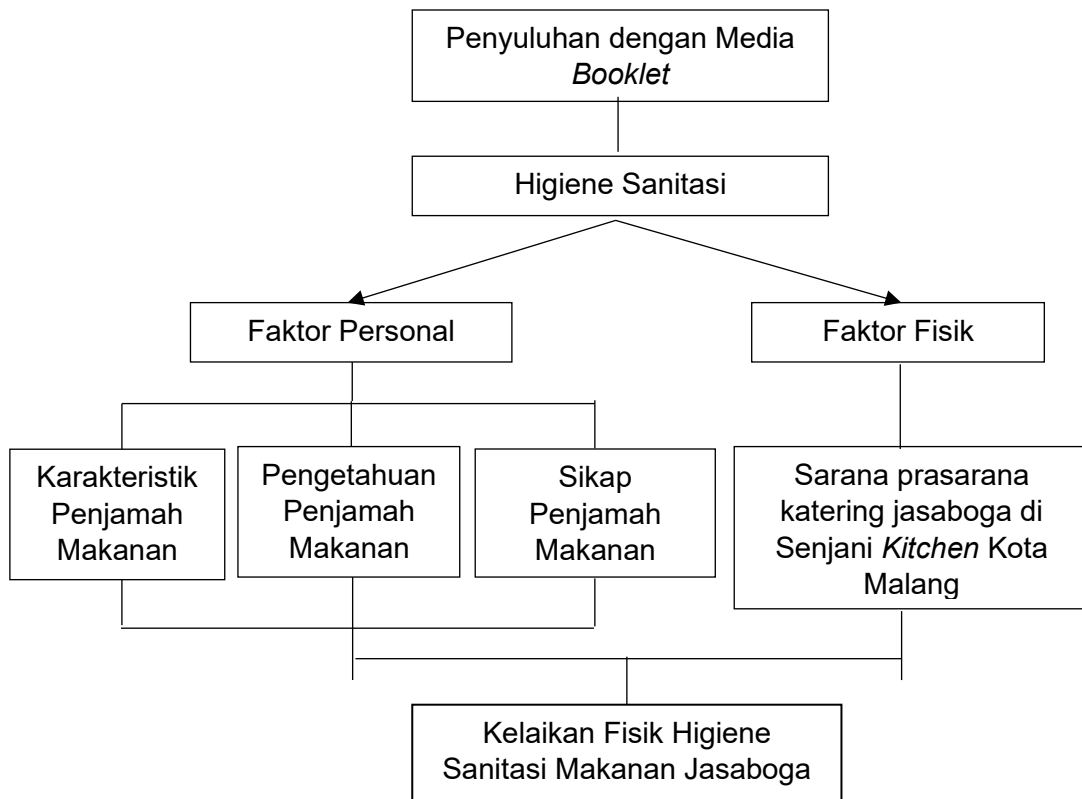 Penyuluhan dengan Media
Booklet
Higiene Sanitasi
Faktor Personal
Faktor Fisik
Karakteristik
Penjamah
Makanan
Pengetahuan
Penjamah
Makanan
Sikap
Penjamah
Makanan
Sarana prasarana
katering jasaboga di
Senjani Kitchen Kota
Malang
Kelaikan Fisik Higiene
Sanitasi Makanan Jasaboga